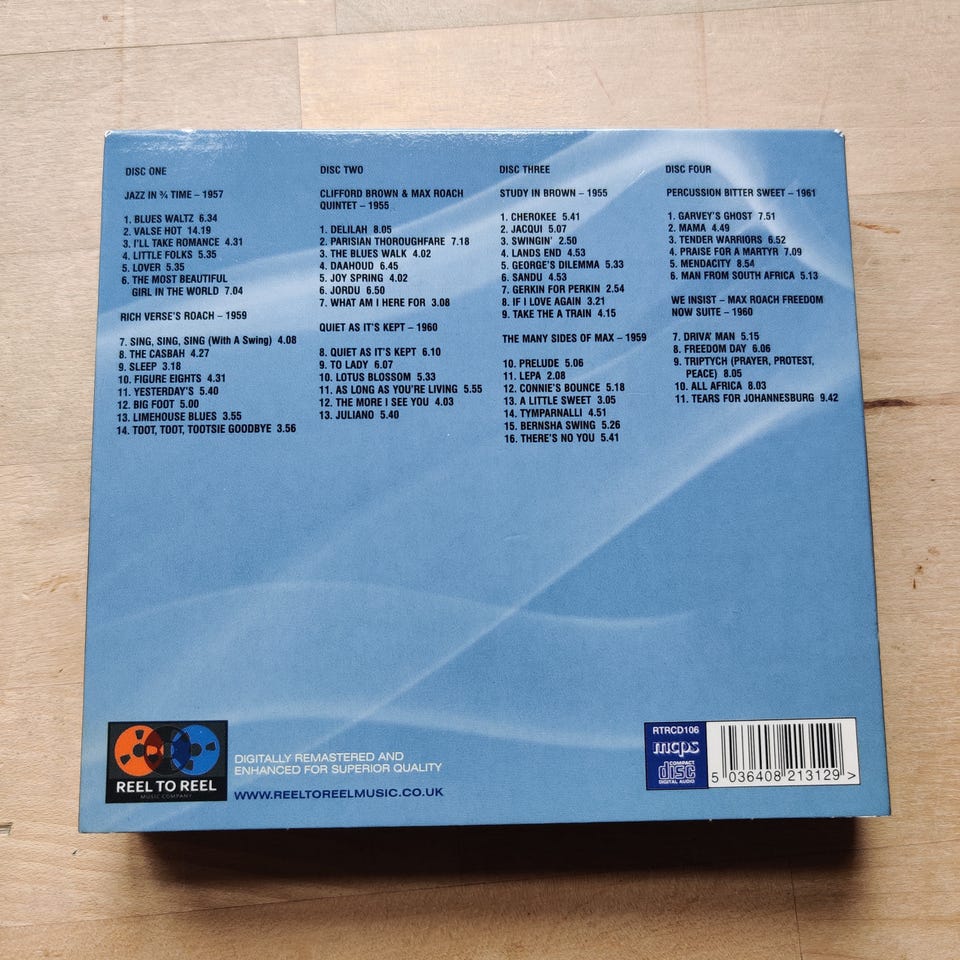 DISC ONE
JAZZ IN ¾ TIME – 1957
1. BLUES WALTZ 6.34
2. VALSE HOT 14.19
3. I'LL TAKE ROMANCE 4.31
4. LITTLE FOLKS 5.35
5. LOVER 5.35
6. THE MOST BEAUTIFUL
GIRL IN THE WORLD 7.04
RICH VERSE'S ROACH – 1959
7. SING, SING, SING (With A Swing) 4.08
8. THE CASBAH 4.27
9. SLEEP 3.18
10. FIGURE EIGHTS 4.31
11. YESTERDAY'S 5.40
12. BIG FOOT 5.00
13. LIMEHOUSE BLUES 3.55
14. TOOT, TOOT, TOOTSIE GOODBYE 3.56
DISC TWO
CLIFFORD BROWN & MAX ROACH
QUINTET – 1955
1. DELILAH 8.05
2. PARISIAN THOROUGHFARE 7.18
3. THE BLUES WALK 4.02
4. DAAHOUD 6.45
5. JOY SPRING 4.02
6. JORDU 6.50
7. WHAT AM I HERE FOR 3.08
QUIET AS IT'S KEPT – 1960
8. QUIET AS IT'S KEPT 6.10
9. TO LADY 6.07
10. LOTUS BLOSSOM 5.33
11. AS LONG AS YOU'RE LIVING 5.55
12. THE MORE I SEE YOU 4.03
13. JULIANO 5.40
DISC THREE
STUDY IN BROWN – 1955
1. CHEROKEE 5.41
2. JACQUI 5.07
3. SWINGIN' 2.50
4. LANDS END 4.53
5. GEORGE'S DILEMMA 5.33
6. SANDU 4.53
7. GERKIN FOR PERKIN 2.54
8. IF I LOVE AGAIN 3.21
9. TAKE THE A TRAIN 4.15
THE MANY SIDES OF MAX – 1959
10. PRELUDE 5.06
11. LEPA 2.08
12. CONNIE'S BOUNCE 5.18
13. A LITTLE SWEET 3.05
14. TYMPARNALLI 4.51
15. BERNSHA SWING 5.26
16. THERE'S NO YOU 5.41
DISC FOUR
PERCUSSION BITTER SWEET – 1961
1. GARVEY'S GHOST 7.51
2. MAMA 4.49
3. TENDER WARRIORS 6.52
4. PRAISE FOR A MARTYR 7.09
5. MENDACITY 8.54
6. MAN FROM SOUTH AFRICA 5.13
WE INSIST – MAX ROACH FREEDOM
NOW SUITE – 1960
7. DRIVA' MAN 5.15
8. FREEDOM DAY 6.06
9. TRIPTYCH (PRAYER, PROTEST,
PEACE) 8.05
10. ALL AFRICA 8.03
11. TEARS FOR JOHANNESBURG 9.42
REEL TO REEL
MUSIC COMPANY
DIGITALLY REMASTERED AND
ENHANCED FOR SUPERIOR QUALITY
WWW.REELTOREELMUSIC.CO.UK
RTRCD106
mcps
COMPACT
disc
DIGITAL AUDIO
5 036408 213129 >